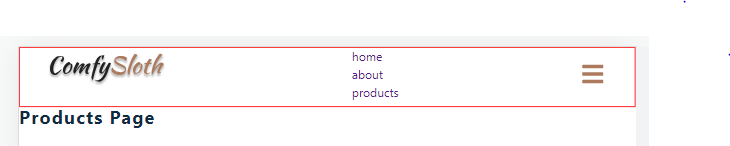 ComfySloth
home
about
products
Products Page